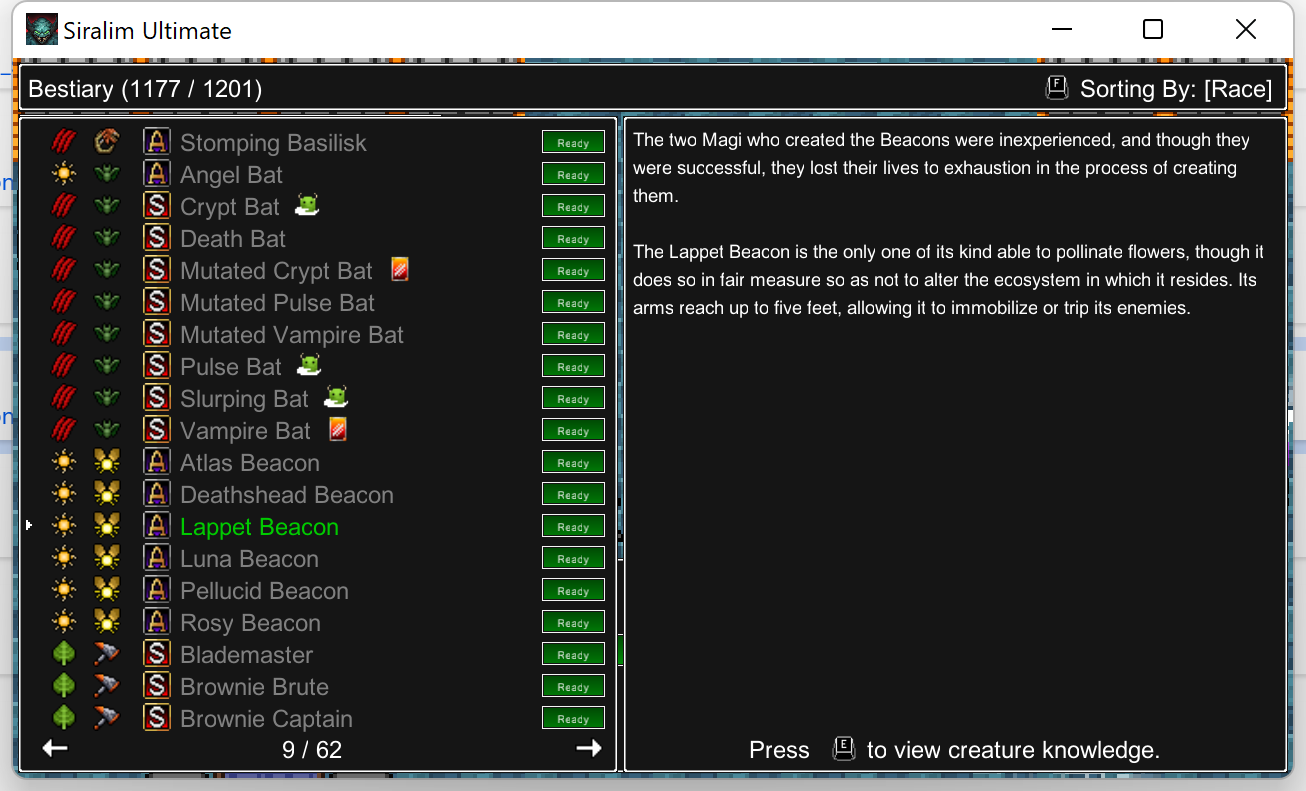 Siralim Ultimate
Bestiary (1177 / 1201)
F Sorting By: [Race]
A Stomping Basilisk Ready
A Angel Bat Ready
S Crypt Bat Ready
S Death Bat Ready
S Mutated Crypt Bat Ready
S Mutated Pulse Bat Ready
S Mutated Vampire Bat Ready
S Pulse Bat Ready
S Slurping Bat Ready
S Vampire Bat Ready
A Atlas Beacon Ready
A Deathshead Beacon Ready
A Lappet Beacon Ready
A Luna Beacon Ready
A Pellucid Beacon Ready
A Rosy Beacon Ready
S Blademaster Ready
S Brownie Brute Ready
S Brownie Captain Ready
9 / 62
The two Magi who created the Beacons were inexperienced, and though they
were successful, they lost their lives to exhaustion in the process of creating
them.
The Lappet Beacon is the only one of its kind able to pollinate flowers, though it
does so in fair measure so as not to alter the ecosystem in which it resides. Its
arms reach up to five feet, allowing it to immobilize or trip its enemies.
Press E to view creature knowledge.